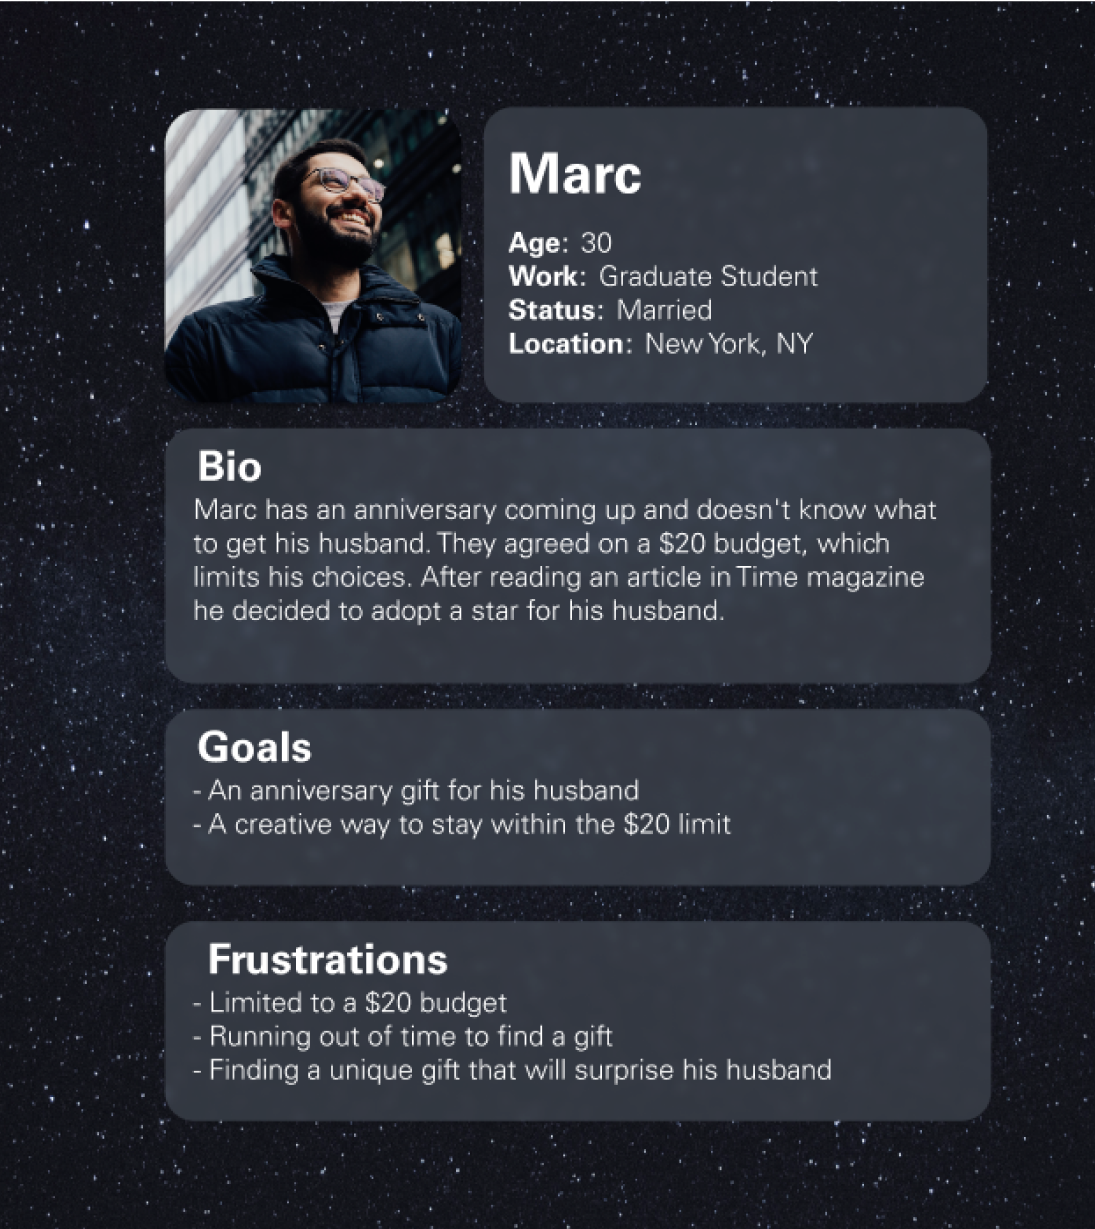 Marc
Age: 30
Work: Graduate Student
Status: Married
Location: New York, NY
Bio
Marc has an anniversary coming up and doesn't know what
to get his husband. They agreed on a $20 budget, which
limits his choices. After reading an article in Time magazine
he decided to adopt a star for his husband.
Goals
- An anniversary gift for his husband
- A creative way to stay within the $20 limit
Frustrations
- Limited to a $20 budget
- Running out of time to find a gift
- Finding a unique gift that will surprise his husband